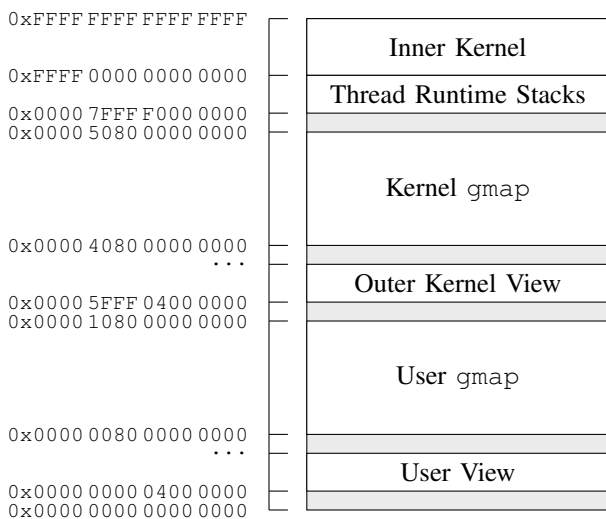 0xFFFF FFFF FFFF FFFF
Inner Kernel
0xFFFF 0000 0000 0000
Thread Runtime Stacks
0x0000 7FFF F000 0000
0x0000 5080 0000 0000
Kernel gmap
0x0000 4080 0000 0000
...
Outer Kernel View
0x0000 5FFF 0400 0000
0x0000 1080 0000 0000
User gmap
0x0000 0080 0000 0000
...
User View
0x0000 0000 0400 0000
0x0000 0000 0000 0000